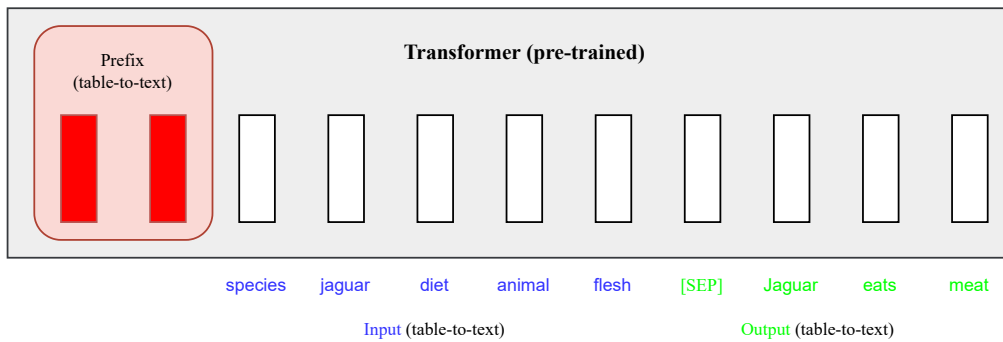 Prefix
(table-to-text)
Transformer (pre-trained)
species jaguar diet animal flesh [SEP] Jaguar eats meat
Input (table-to-text) Output (table-to-text)